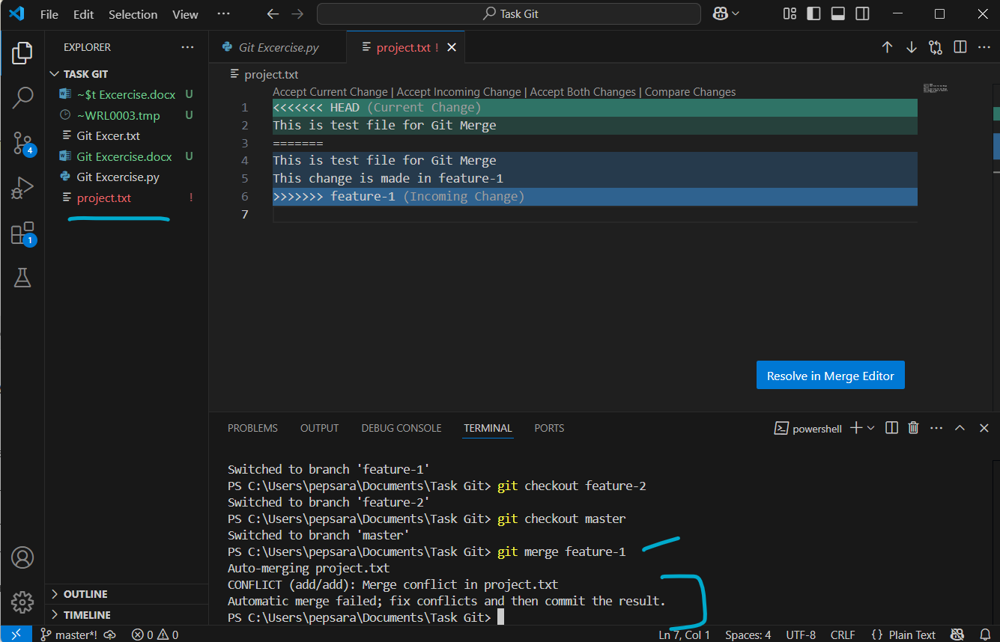 File Edit Selection View ··· Task Git
EXPLORER ···
TASK GIT
~$t Excercise.docx U
~WRL0003.tmp U
Git Excer.txt
Git Excercise.docx U
Git Excercise.py
project.txt !
4
1
OUTLINE
TIMELINE
Git Excercise.py project.txt !
project.txt
Accept Current Change | Accept Incoming Change | Accept Both Changes | Compare Changes
1 <<<<<<< HEAD (Current Change)
2 This is test file for Git Merge
3 =======
4 This is test file for Git Merge
5 This change is made in feature-1
6 >>>>>>> feature-1 (Incoming Change)
7
Resolve in Merge Editor
PROBLEMS OUTPUT DEBUG CONSOLE TERMINAL PORTS powershell
Switched to branch 'feature-1'
PS C:\Users\pepsara\Documents\Task Git> git checkout feature-2
Switched to branch 'feature-2'
PS C:\Users\pepsara\Documents\Task Git> git checkout master
Switched to branch 'master'
PS C:\Users\pepsara\Documents\Task Git> git merge feature-1
Auto-merging project.txt
CONFLICT (add/add): Merge conflict in project.txt
Automatic merge failed; fix conflicts and then commit the result.
PS C:\Users\pepsara\Documents\Task Git>
master*! 0 0 Ln 7, Col 1 Spaces: 4 UTF-8 CRLF {} Plain Text